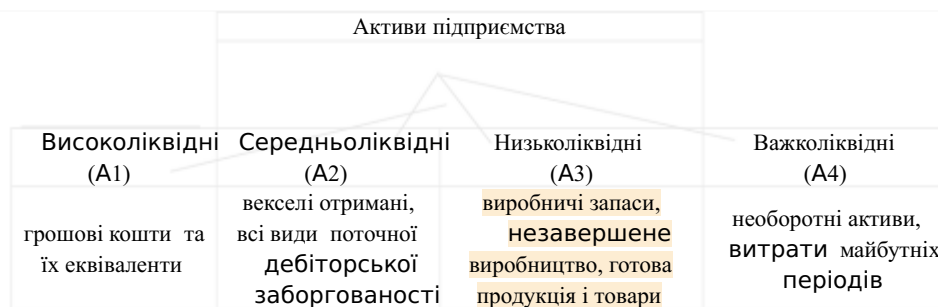 Активи підприємства
Високоліквідні
(А1)
Середньоліквідні
(А2)
Низьколіквідні
(А3)
Важколіквідні
(А4)
грошові кошти та
їх еквіваленти
векселі отримані,
всі види поточної
дебіторської
заборгованості
виробничі запаси,
незавершене
виробництво, готова
продукція і товари
необоротні активи,
витрати майбутніх
періодів